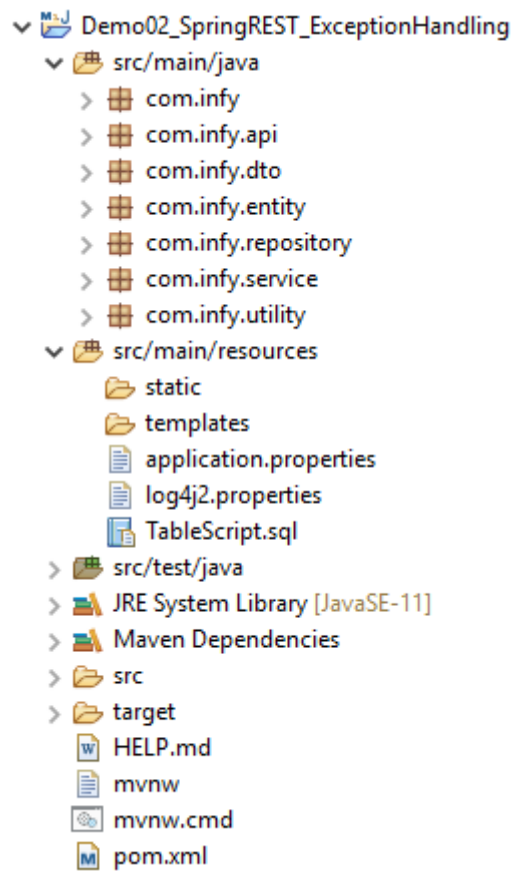 Demo02_SpringREST_ExceptionHandling
src/main/java
com.infy
com.infy.api
com.infy.dto
com.infy.entity
com.infy.repository
com.infy.service
com.infy.utility
src/main/resources
static
templates
application.properties
log4j2.properties
TableScript.sql
src/test/java
JRE System Library [JavaSE-11]
Maven Dependencies
src
target
HELP.md
mvnw
mvnw.cmd
pom.xml